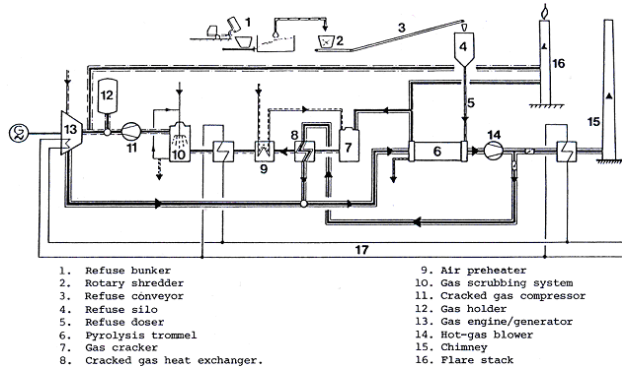 1
2
3
4
5
6
7
8
9
10
11
12
13
14
15
16
17
G
1. Refuse bunker
2. Rotary shredder
3. Refuse conveyor
4. Refuse silo
5. Refuse doser
6. Pyrolysis trommel
7. Gas cracker
8. Cracked gas heat exchanger.
9. Air preheater
10. Gas scrubbing system
11. Cracked gas compressor
12. Gas holder
13. Gas engine/generator
14. Hot-gas blower
15. Chimney
16. Flare stack